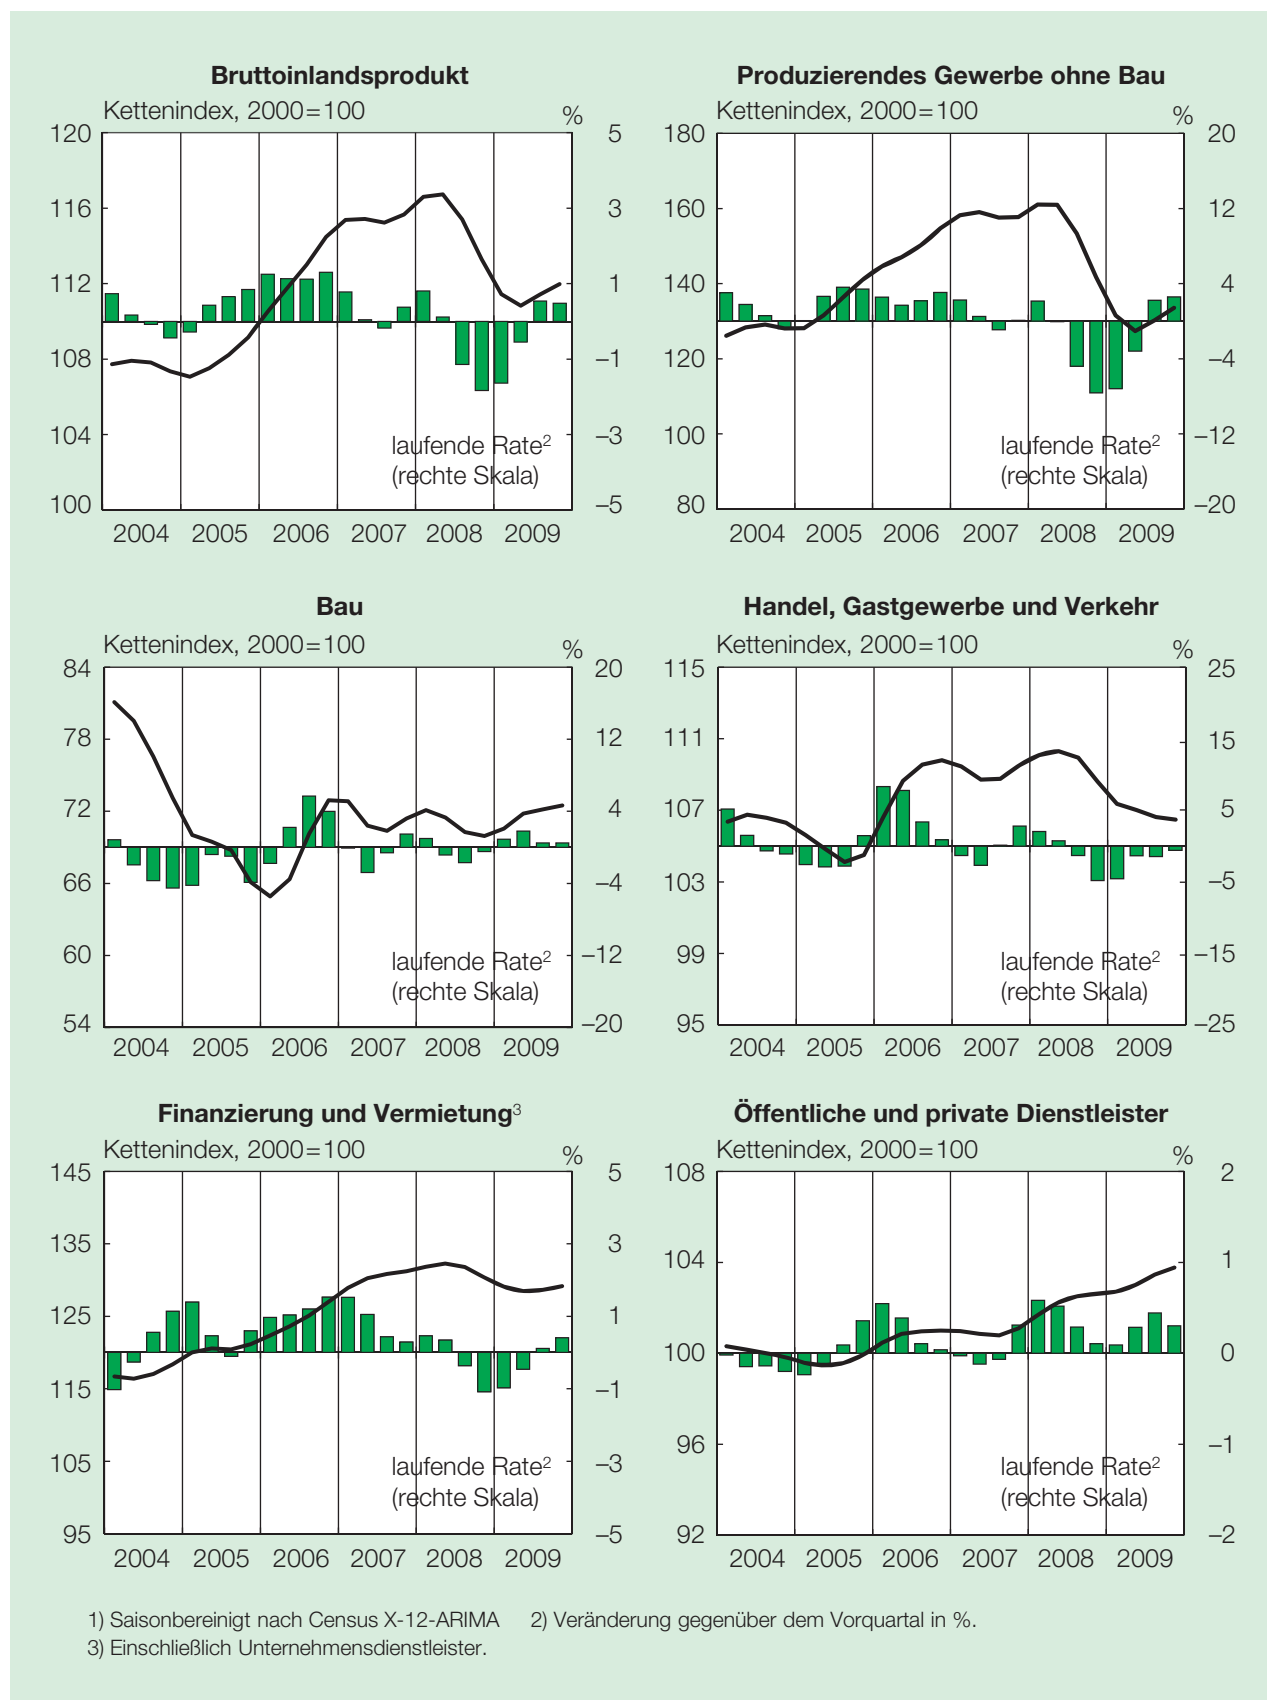 Bruttoinlandsprodukt
Kettenindex, 2000=100
%
120
116
112
108
104
100
5
3
1
–1
–3
–5
laufende Rate2
(rechte Skala)
2004 2005 2006 2007 2008 2009
Produzierendes Gewerbe ohne Bau
Kettenindex, 2000=100
%
180
160
140
120
100
80
20
12
4
–4
–12
–20
laufende Rate2
(rechte Skala)
2004 2005 2006 2007 2008 2009
Bau
Kettenindex, 2000=100
%
84
78
72
66
60
54
20
12
4
–4
–12
–20
laufende Rate2
(rechte Skala)
2004 2005 2006 2007 2008 2009
Handel, Gastgewerbe und Verkehr
Kettenindex, 2000=100
%
115
111
107
103
99
95
25
15
5
–5
–15
–25
laufende Rate2
(rechte Skala)
2004 2005 2006 2007 2008 2009
Finanzierung und Vermietung3
Kettenindex, 2000=100
%
145
135
125
115
105
95
5
3
1
–1
–3
–5
laufende Rate2
(rechte Skala)
2004 2005 2006 2007 2008 2009
Öffentliche und private Dienstleister
Kettenindex, 2000=100
%
108
104
100
96
92
2
1
0
–1
–2
laufende Rate2
(rechte Skala)
2004 2005 2006 2007 2008 2009
1) Saisonbereinigt nach Census X-12-ARIMA 2) Veränderung gegenüber dem Vorquartal in %.
3) Einschließlich Unternehmensdienstleister.